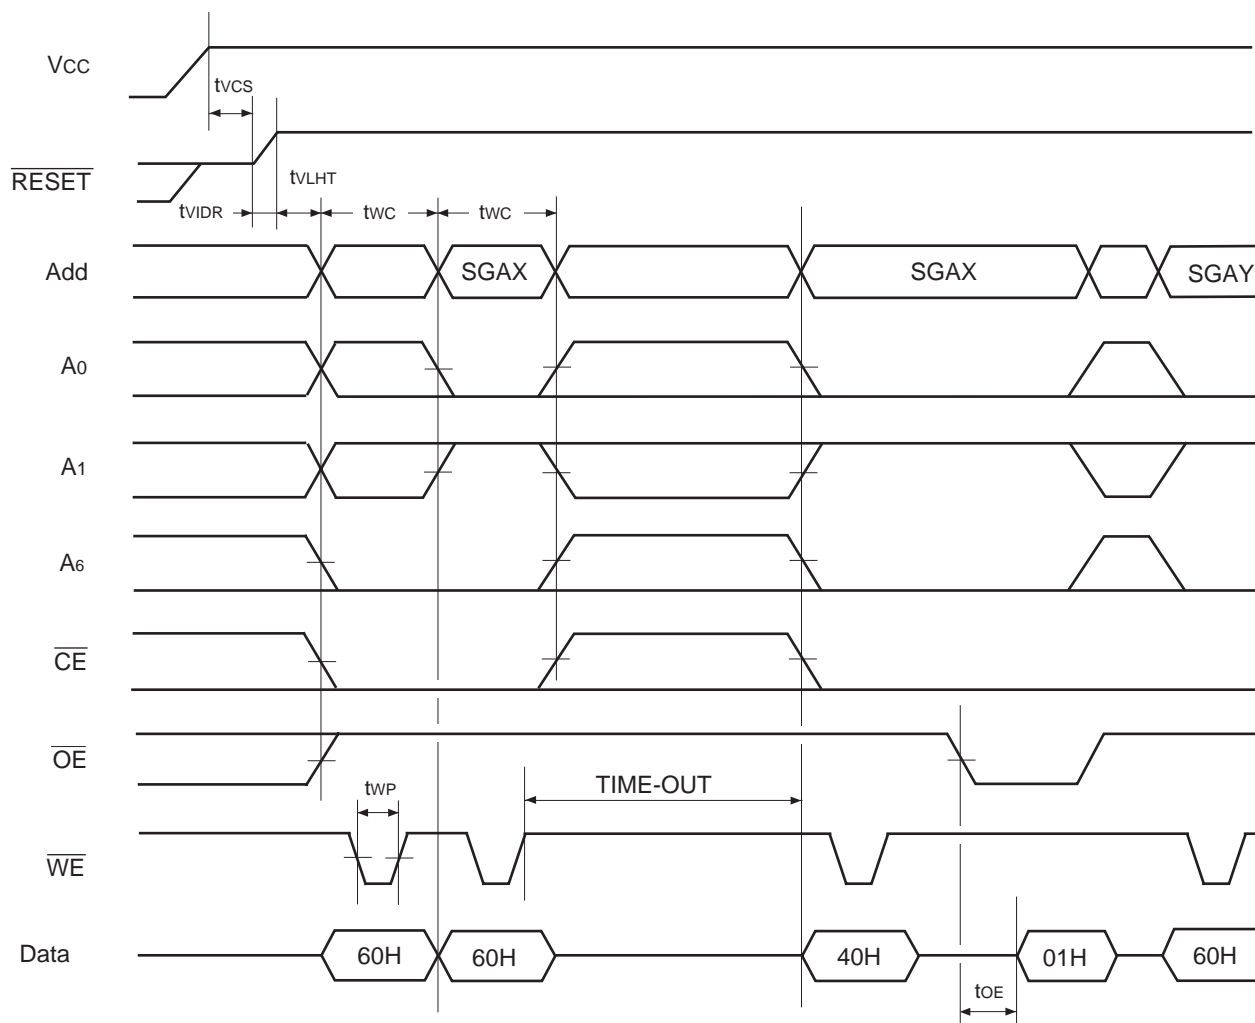 VCC
tVCS
RESET
tVLHT
tVIDR
tWC
tWC
Add
SGAX
SGAX
SGAY
A0
A1
A6
CE
OE
TIME-OUT
tWP
WE
Data
60H
60H
40H
01H
60H
tOE